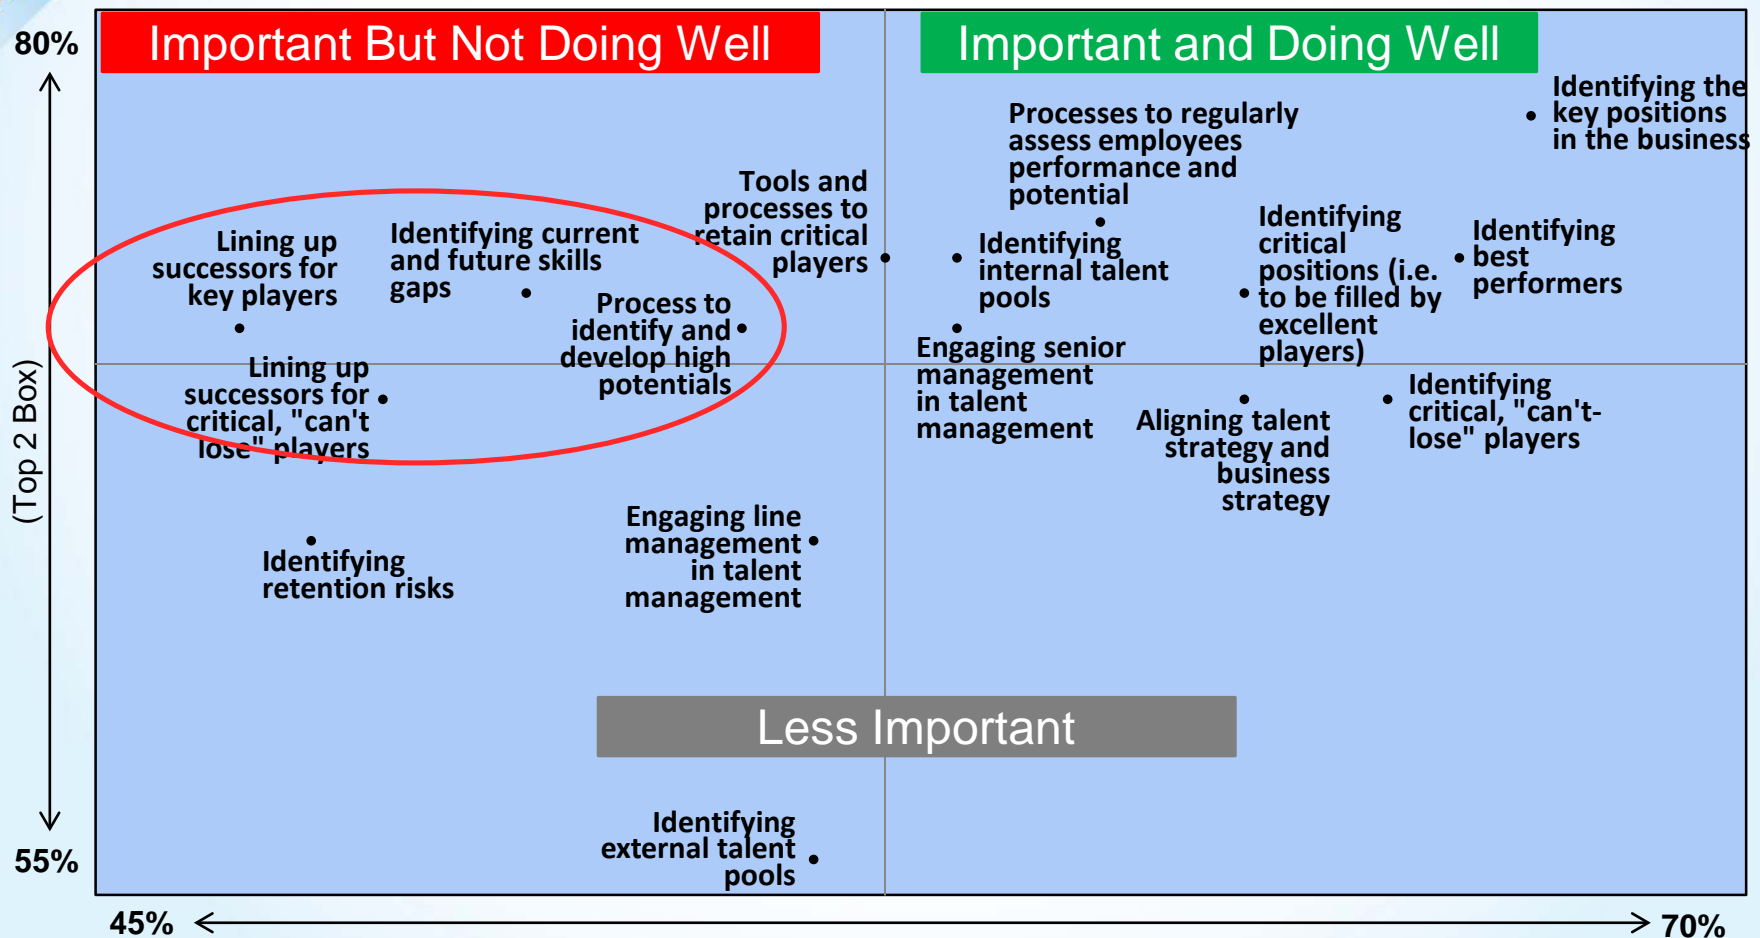 80%
Important But Not Doing Well
Important and Doing Well
Identifying the
key positions
in the business
Processes to regularly
assess employees
performance and
potential
Tools and
processes to
retain critical
players
Identifying
internal talent
pools
Identifying
critical
positions (i.e.
to be filled by
excellent
players)
Identifying
best
performers
Lining up
successors for
key players
Identifying current
and future skills
gaps
Process to
identify and
develop high
potentials
Engaging senior
management
in talent
management
Lining up
successors for
critical, "can't
lose" players
Aligning talent
strategy and
business
strategy
Identifying
critical, "can't-
lose" players
(Top 2 Box)
Identifying
retention risks
Engaging line
management
in talent
management
Less Important
Identifying
external talent
pools
55%
45%
70%